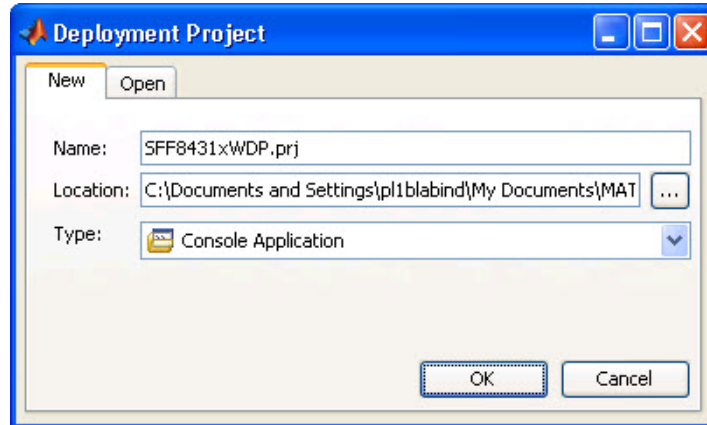 Deployment Project
New Open
Name: SFF8431xWDP.prj
Location: C:\Documents and Settings\pl1blabind\My Documents\MAT ...
Type: Console Application
OK Cancel